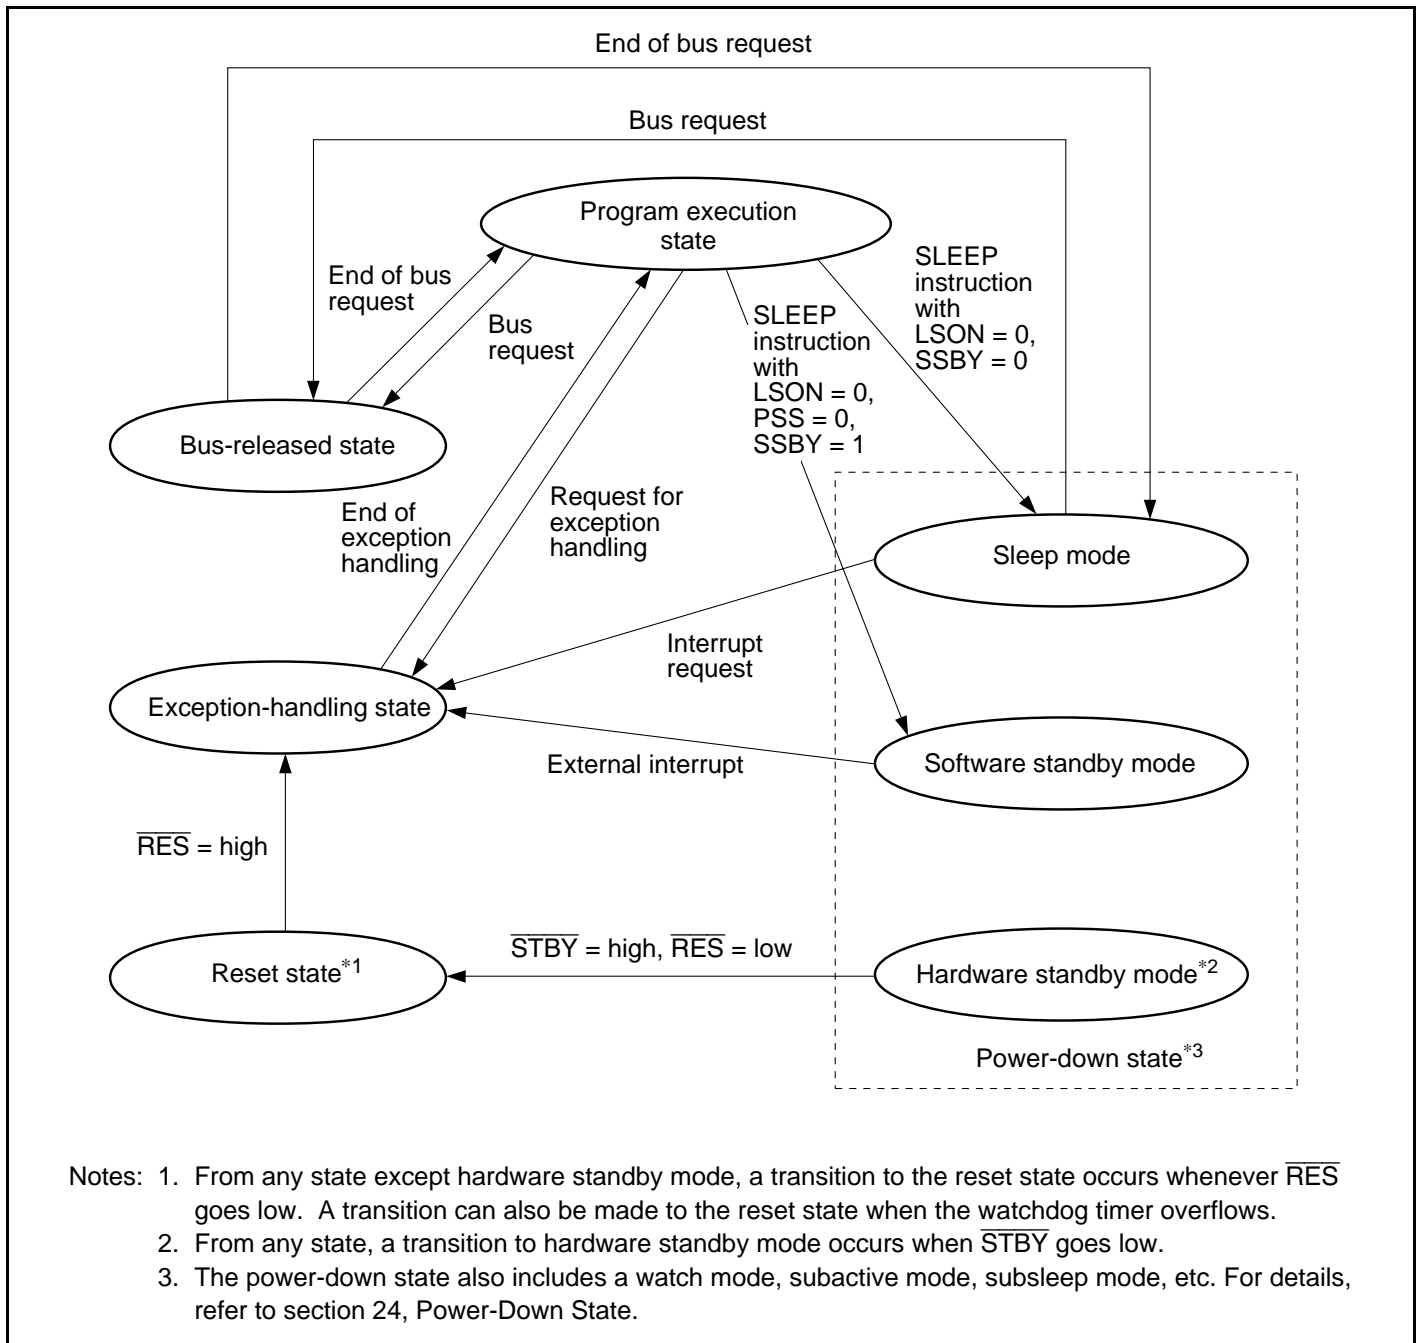 End of bus request
Bus request
Program execution
state
End of bus
request
Bus
request
SLEEP
instruction
with
LSON = 0,
SSBY = 0
SLEEP
instruction
with
LSON = 0,
PSS = 0,
SSBY = 1
Bus-released state
End of
exception
handling
Request for
exception
handling
Sleep mode
Interrupt
request
Exception-handling state
External interrupt
Software standby mode
R̅E̅S̅ = high
S̅T̅B̅Y̅ = high, R̅E̅S̅ = low
Reset state*1
Hardware standby mode*2
Power-down state*3
Notes: 1. From any state except hardware standby mode, a transition to the reset state occurs whenever R̅E̅S̅
goes low. A transition can also be made to the reset state when the watchdog timer overflows.
2. From any state, a transition to hardware standby mode occurs when S̅T̅B̅Y̅ goes low.
3. The power-down state also includes a watch mode, subactive mode, subsleep mode, etc. For details,
refer to section 24, Power-Down State.